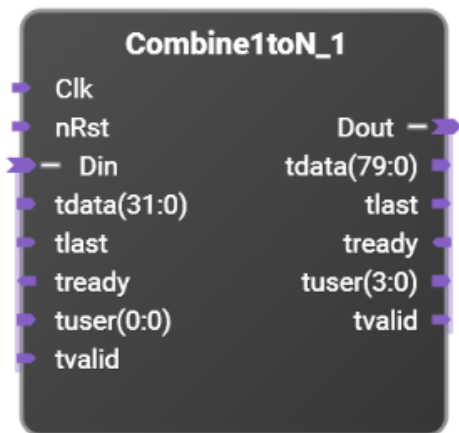 Combine1toN_1
Clk
nRst
Din
tdata(31:0)
tlast
tready
tuser(0:0)
tvalid
Dout
tdata(79:0)
tlast
tready
tuser(3:0)
tvalid